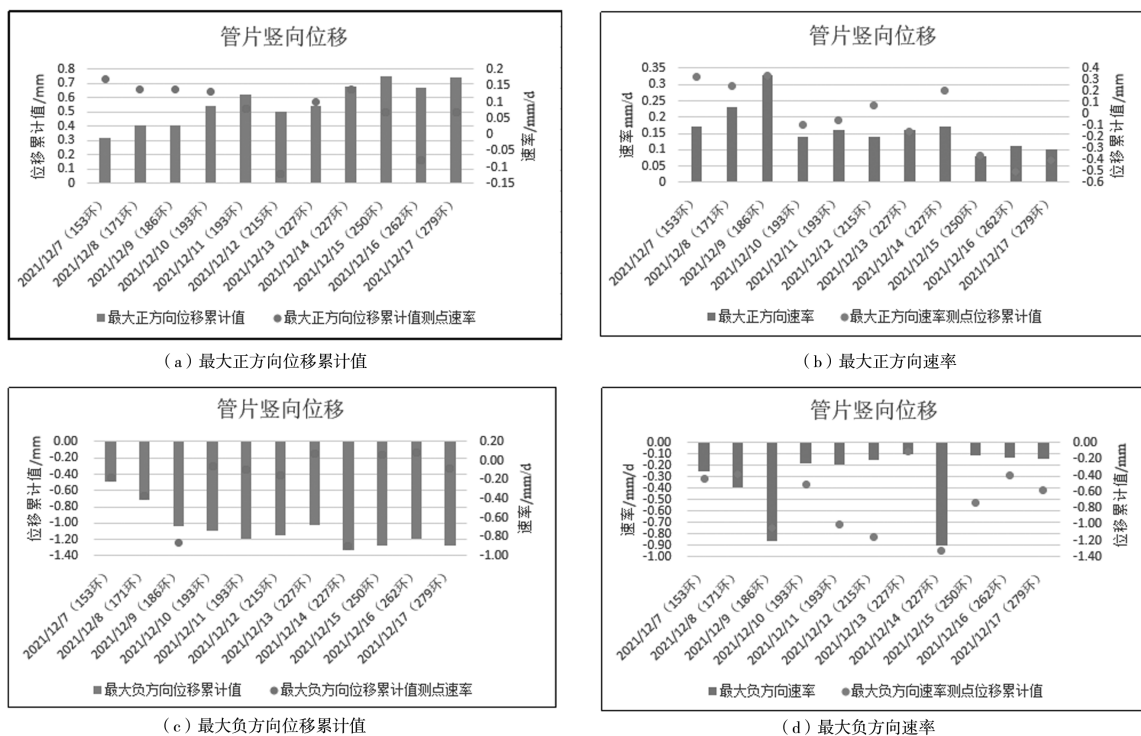 管片竖向位移
位移累计值/mm
0.8
0.7
0.6
0.5
0.4
0.3
0.2
0.1
0
0.2
0.15
0.1
0.05
0
-0.05
-0.1
-0.15
速率/mm/d
2021/12/7（153环）
2021/12/8（171环）
2021/12/9（186环）
2021/12/10（193环）
2021/12/11（193环）
2021/12/12（215环）
2021/12/13（227环）
2021/12/14（227环）
2021/12/15（250环）
2021/12/16（262环）
2021/12/17（279环）
最大正方向位移累计值
最大正方向位移累计值测点速率
（a）最大正方向位移累计值
管片竖向位移
速率mm/d
0.35
0.3
0.25
0.2
0.15
0.1
0.05
0
0.4
0.3
0.2
0.1
0
-0.1
-0.2
-0.3
-0.4
-0.5
-0.6
位移累计值/mm
2021/12/7（153环）
2021/12/8（171环）
2021/12/9（186环）
2021/12/10（193环）
2021/12/11（193环）
2021/12/12（215环）
2021/12/13（227环）
2021/12/14（227环）
2021/12/15（250环）
2021/12/16（262环）
2021/12/17（279环）
最大正方向速率
最大正方向速率测点位移累计值
（b）最大正方向速率
管片竖向位移
位移累计值/mm
0.00
-0.20
-0.40
-0.60
-0.80
-1.00
-1.20
-1.40
0.20
0.00
-0.20
-0.40
-0.60
-0.80
-1.00
速率/mm/d
2021/12/7（153环）
2021/12/8（171环）
2021/12/9（186环）
2021/12/10（193环）
2021/12/11（193环）
2021/12/12（215环）
2021/12/13（227环）
2021/12/14（227环）
2021/12/15（250环）
2021/12/16（262环）
2021/12/17（279环）
最大负方向位移累计值
最大负方向位移累计值测点速率
（c）最大负方向位移累计值
管片竖向位移
速率/mm/d
0.00
-0.10
-0.20
-0.30
-0.40
-0.50
-0.60
-0.70
-0.80
-0.90
-1.00
0.00
-0.20
-0.40
-0.60
-0.80
-1.00
-1.20
-1.40
位移累计值/mm
2021/12/7（153环）
2021/12/8（171环）
2021/12/9（186环）
2021/12/10（193环）
2021/12/11（193环）
2021/12/12（215环）
2021/12/13（227环）
2021/12/14（227环）
2021/12/15（250环）
2021/12/16（262环）
2021/12/17（279环）
最大负方向速率
最大负方向速率测点位移累计值
（d）最大负方向速率